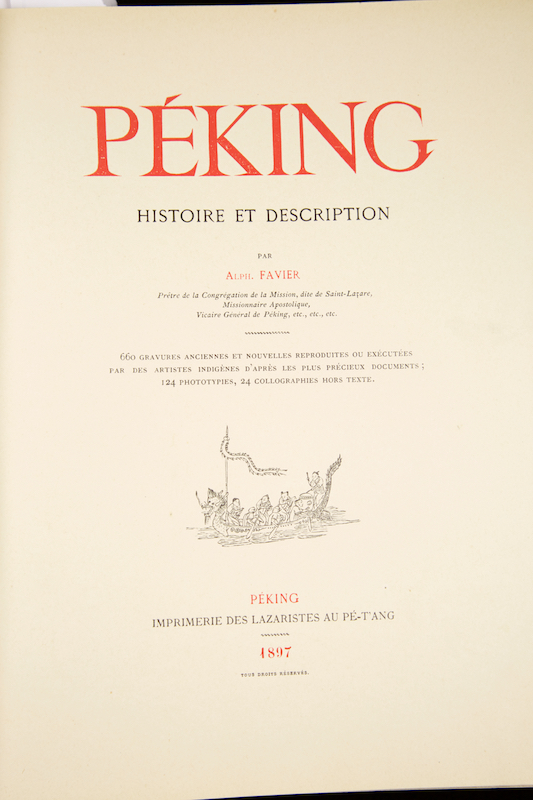 PÉKING
HISTOIRE ET DESCRIPTION
PAR
ALPH. FAVIER
Prêtre de la Congrégation de la Mission, dite de Saint-Lazare,
Missionnaire Apostolique,
Vicaire Général de Péking, etc., etc., etc.
660 GRAVURES ANCIENNES ET NOUVELLES REPRODUITES OU EXÉCUTÉES
PAR DES ARTISTES INDIGÈNES D'APRÈS LES PLUS PRÉCIEUX DOCUMENTS ;
124 PHOTOTYPIES, 24 COLLOGRAPHIES HORS TEXTE.
PÉKING
IMPRIMERIE DES LAZARISTES AU PÉ-T'ANG
1897
TOUS DROITS RÉSERVÉS.